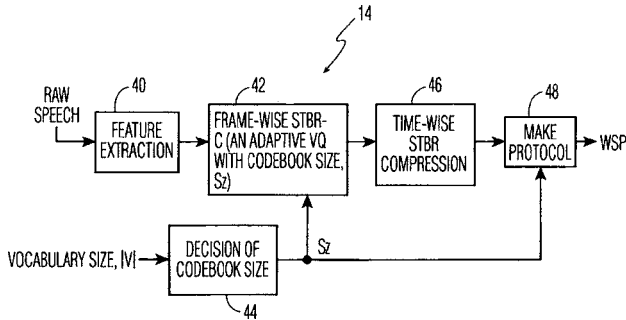 14
RAW
SPEECH
40
FEATURE
EXTRACTION
42
FRAME-WISE STBR-
C (AN ADAPTIVE VQ
WITH CODEBOOK SIZE,
Sz)
46
TIME-WISE
STBR
COMPRESSION
48
MAKE
PROTOCOL
WSP
VOCABULARY SIZE, |V|
DECISION OF
CODEBOOK SIZE
44
Sz